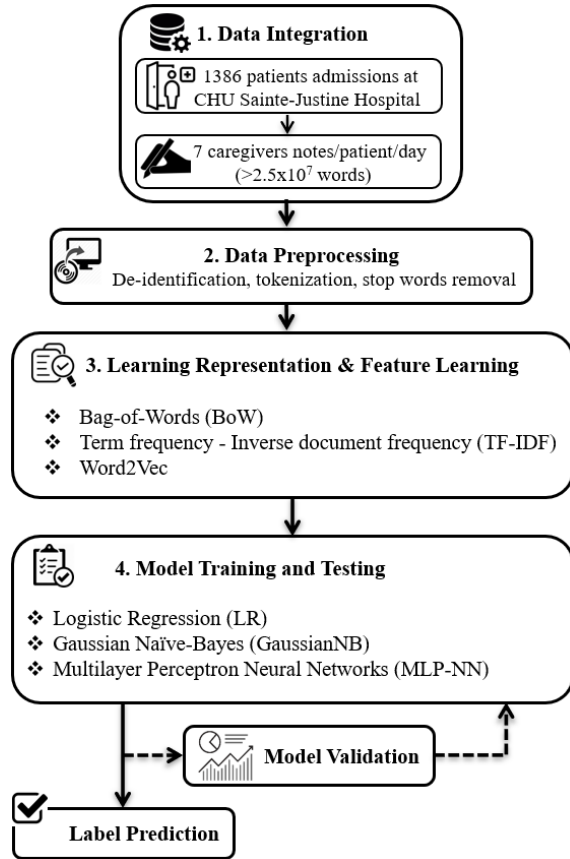 1. Data Integration
1386 patients admissions at
CHU Sainte-Justine Hospital
7 caregivers notes/patient/day
(>2.5x10⁷ words)
2. Data Preprocessing
De-identification, tokenization, stop words removal
3. Learning Representation & Feature Learning
❖ Bag-of-Words (BoW)
❖ Term frequency - Inverse document frequency (TF-IDF)
❖ Word2Vec
4. Model Training and Testing
❖ Logistic Regression (LR)
❖ Gaussian Naïve-Bayes (GaussianNB)
❖ Multilayer Perceptron Neural Networks (MLP-NN)
Model Validation
Label Prediction